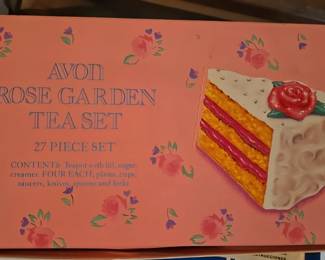 AVON
ROSE GARDEN
TEA SET
27 PIECE SET
CONTENTS: Teapot with lid, sugar,
creamer. FOUR EACH, plates, cups,
saucers, knives, spoons and forks